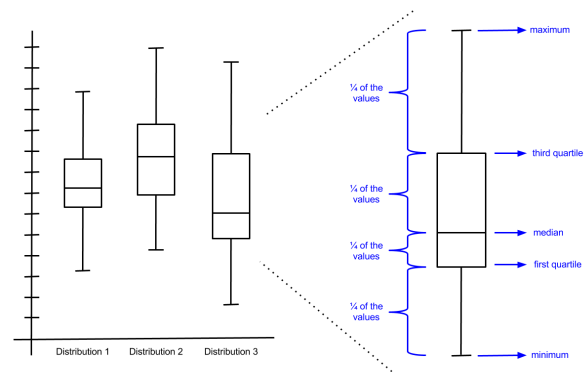 maximum
¼ of the
values
third quartile
¼ of the
values
median
¼ of the
values
first quartile
¼ of the
values
minimum
Distribution 1
Distribution 2
Distribution 3